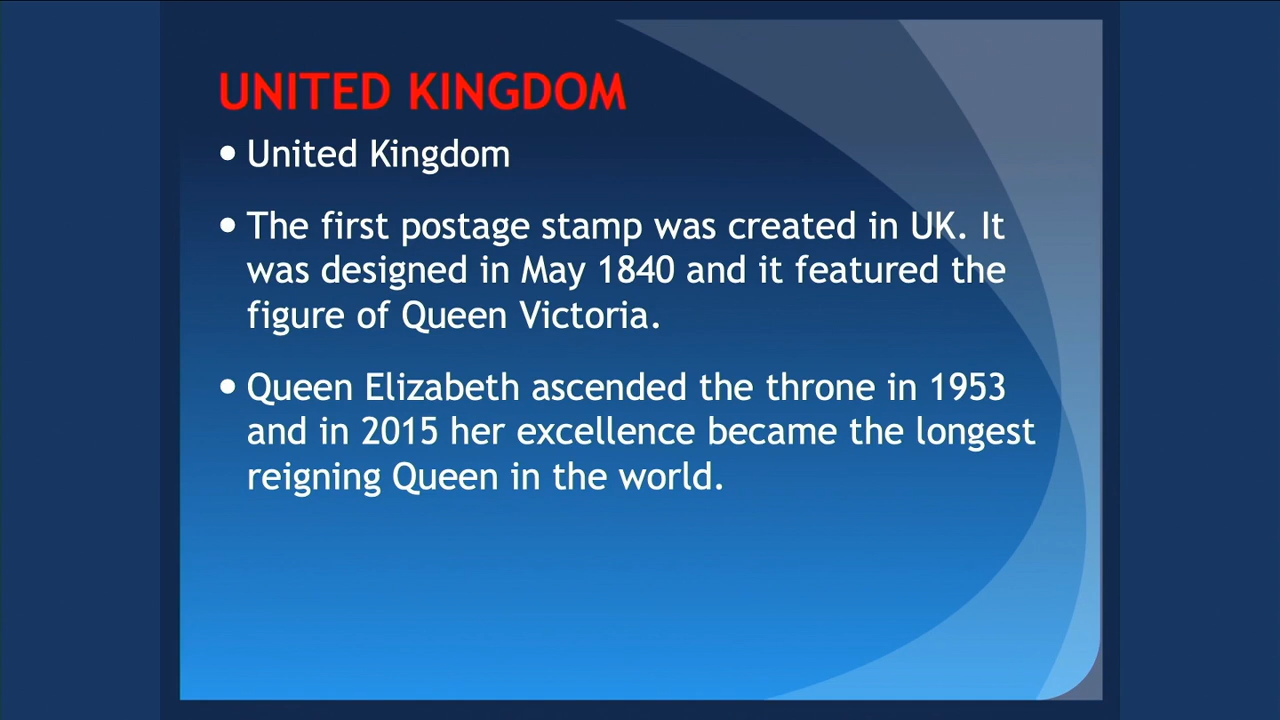 UNITED KINGDOM
• United Kingdom
• The first postage stamp was created in UK. It
was designed in May 1840 and it featured the
figure of Queen Victoria.
• Queen Elizabeth ascended the throne in 1953
and in 2015 her excellence became the longest
reigning Queen in the world.